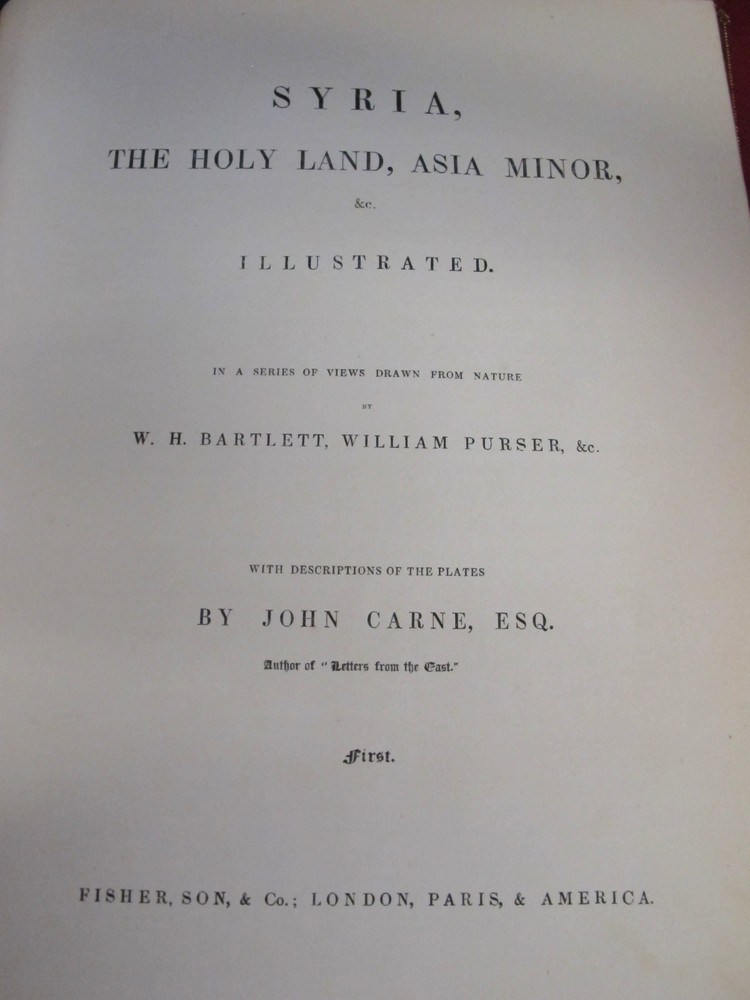 SYRIA,
THE HOLY LAND, ASIA MINOR,
&c.
ILLUSTRATED.
IN A SERIES OF VIEWS DRAWN FROM NATURE
BY
W. H. BARTLETT, WILLIAM PURSER, &c.
WITH DESCRIPTIONS OF THE PLATES
BY JOHN CARNE, ESQ.
Author of "Letters from the East."
First.
FISHER, SON, & Co.; LONDON, PARIS, & AMERICA.